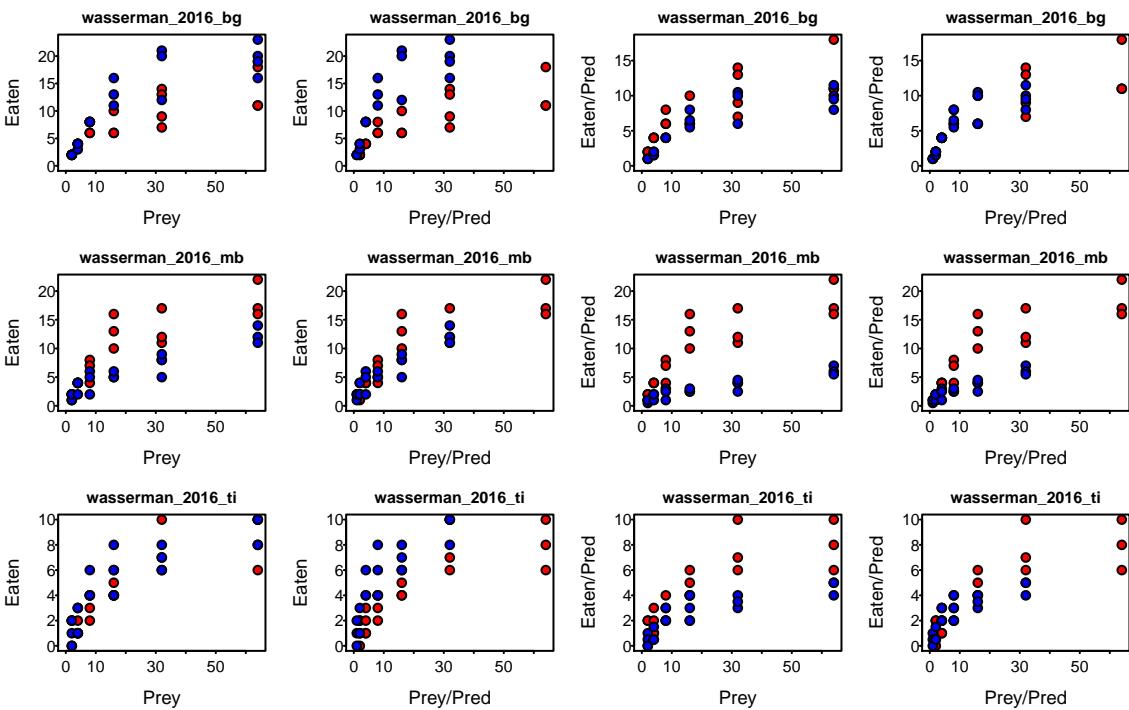 wasserman_2016_bg wasserman_2016_bg wasserman_2016_bg wasserman_2016_bg
Eaten 0 5 10 15 20 Eaten 0 5 10 15 20 Eaten/Pred 0 5 10 15 Eaten/Pred 0 5 10 15
0 10 30 50 0 10 30 50 0 10 30 50 0 10 30 50
Prey Prey/Pred Prey Prey/Pred
wasserman_2016_mb wasserman_2016_mb wasserman_2016_mb wasserman_2016_mb
Eaten 0 5 10 15 20 Eaten 0 5 10 15 20 Eaten/Pred 0 5 10 15 20 Eaten/Pred 0 5 10 15 20
0 10 30 50 0 10 30 50 0 10 30 50 0 10 30 50
Prey Prey/Pred Prey Prey/Pred
wasserman_2016_ti wasserman_2016_ti wasserman_2016_ti wasserman_2016_ti
Eaten 0 2 4 6 8 10 Eaten 0 2 4 6 8 10 Eaten/Pred 0 2 4 6 8 10 Eaten/Pred 0 2 4 6 8 10
0 10 30 50 0 10 30 50 0 10 30 50 0 10 30 50
Prey Prey/Pred Prey Prey/Pred